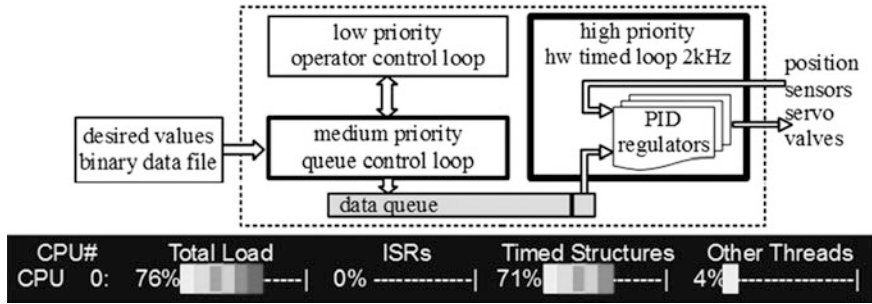 low priority
operator control loop
high priority
hw timed loop 2kHz
position
sensors
servo
valves
desired values
binary data file
medium priority
queue control loop
PID
regulators
data queue
CPU# Total Load ISRs Timed Structures Other Threads
CPU 0: 76% -----| 0% -------------| 71% ------| 4% -------------|